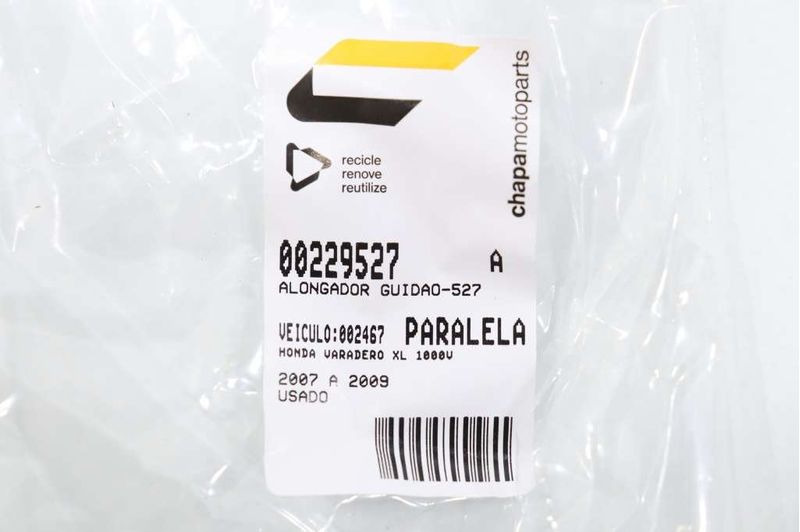 chapamotoparts
recicle
renove
reutilize
00229527 A
ALONGADOR GUIDAO-527
VEICULO:002467 PARALELA
HONDA VARADERO XL 1000V
2007 A 2009
USADO